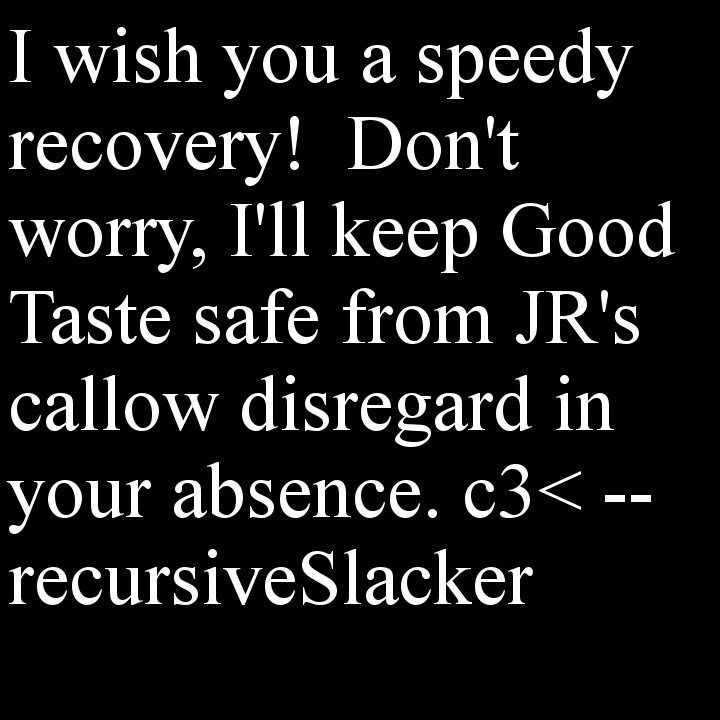 I wish you a speedy
recovery!  Don't
worry, I'll keep Good
Taste safe from JR's
callow disregard in
your absence. c3< --
recursiveSlacker